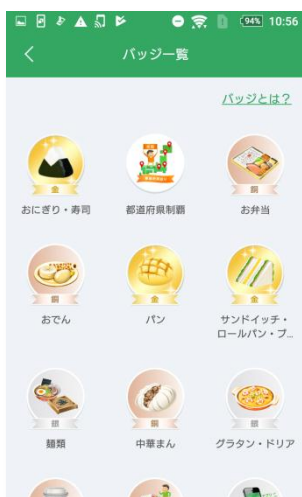 94% 10:56
バッジ一覧
バッジとは？
金
銅
おにぎり・寿司
都道府県制覇
お弁当
銅
金
金
おでん
パン
サンドイッチ・
ロールパン・ブ...
銀
銅
銀
麺類
中華まん
グラタン・ドリア